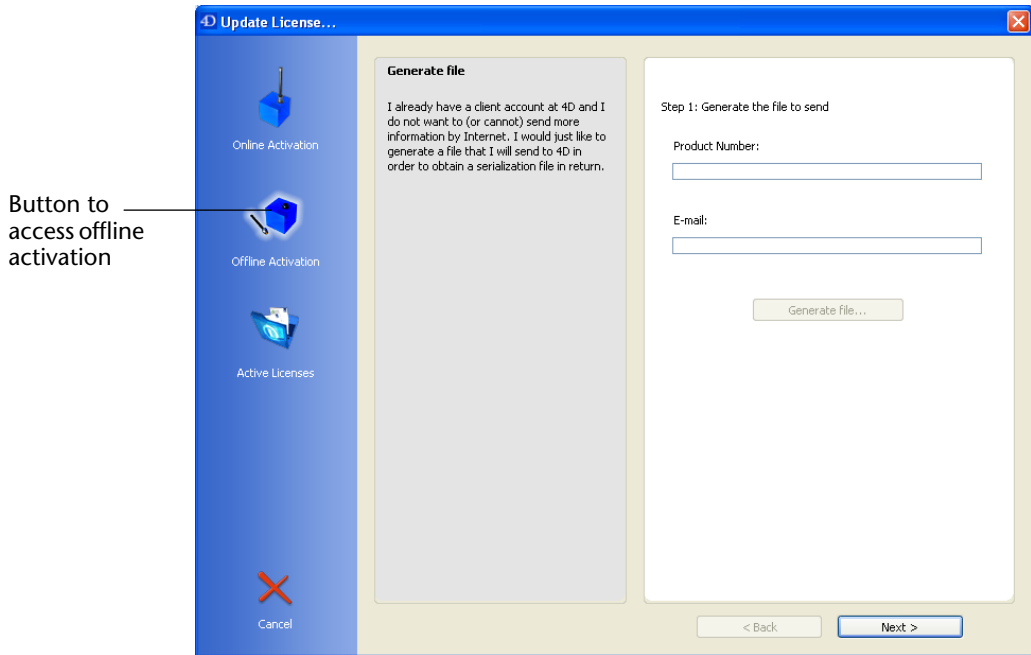 4D Update License...
Online Activation
Button to
access offline
activation
Offline Activation
Active Licenses
Cancel
Generate file
I already have a client account at 4D and I
do not want to (or cannot) send more
information by Internet. I would just like to
generate a file that I will send to 4D in
order to obtain a serialization file in return.
Step 1: Generate the file to send
Product Number:
E-mail:
Generate file...
< Back
Next >